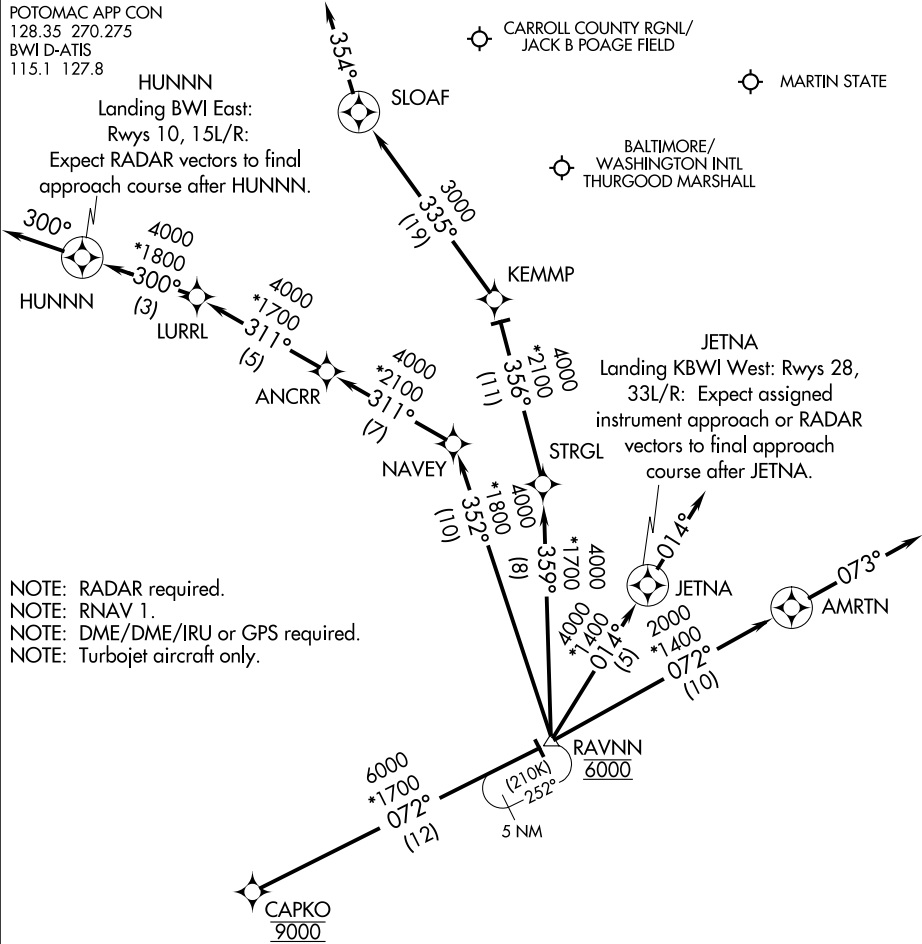 POTOMAC APP CON
128.35 270.275
BWI D-ATIS
115.1 127.8
HUNNN
Landing BWI East:
Rwys 10, 15L/R:
Expect RADAR vectors to final
approach course after HUNNN.
354°
SLOAF
CARROLL COUNTY RGNL/
JACK B POAGE FIELD
MARTIN STATE
BALTIMORE/
WASHINGTON INTL
THURGOOD MARSHALL
3000
335°
(19)
KEMMP
300°
HUNNN
4000
*1800
300°
(3)
LURRL
4000
*1700
311°
(5)
ANCRR
4000
*2100
311°
(7)
NAVEY
4000
*2100
356°
(11)
STRGL
JETNA
Landing KBWI West: Rwys 28,
33L/R: Expect assigned
instrument approach or RADAR
vectors to final approach
course after JETNA.
4000
*1800
352°
(10)
4000
*1700
359°
(8)
014°
JETNA
4000
*1400
014°
(5)
073°
AMRTN
2000
*1400
072°
(10)
NOTE: RADAR required.
NOTE: RNAV 1.
NOTE: DME/DME/IRU or GPS required.
NOTE: Turbojet aircraft only.
RAVNN
6000
(210K)
252°
5 NM
6000
*1700
072°
(12)
CAPKO
9000